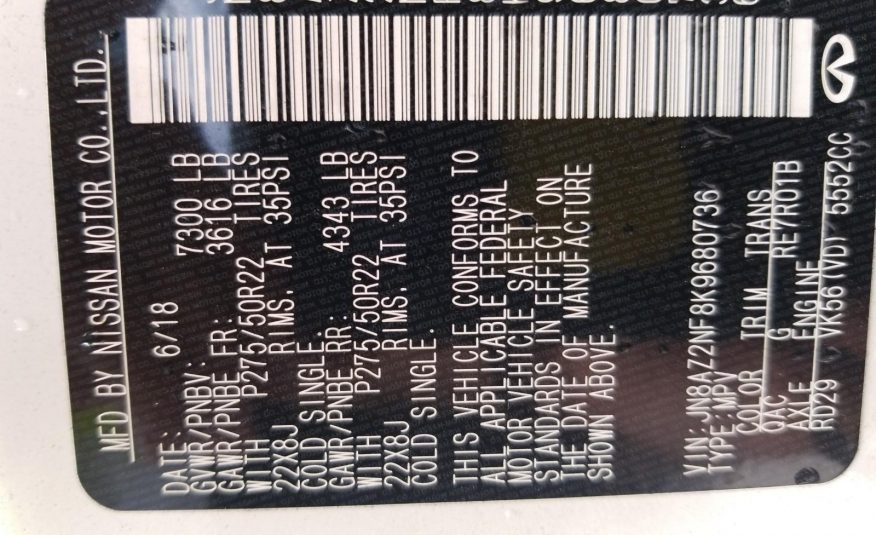 MFD BY NISSAN MOTOR CO.,LTD.
DATE: 6/18
GVWR/PNBV: 7300 LB
GAWR/PNBE FR: 3616 LB
WITH P275/50R22 TIRES
22X8J RIMS, AT 35PSI
COLD SINGLE.
GAWR/PNBE RR: 4343 LB
WITH P275/50R22 TIRES
22X8J RIMS, AT 35PSI
COLD SINGLE.
THIS VEHICLE CONFORMS TO
ALL APPLICABLE FEDERAL
MOTOR VEHICLE SAFETY
STANDARDS IN EFFECT ON
THE DATE OF MANUFACTURE
SHOWN ABOVE.
VIN: JN8AZ2NF8K9680736
TYPE: MPV
COLOR TRIM TRANS
QAC G RE7R01B
AXLE ENGINE
RD29 VK56(VD) 5552CC